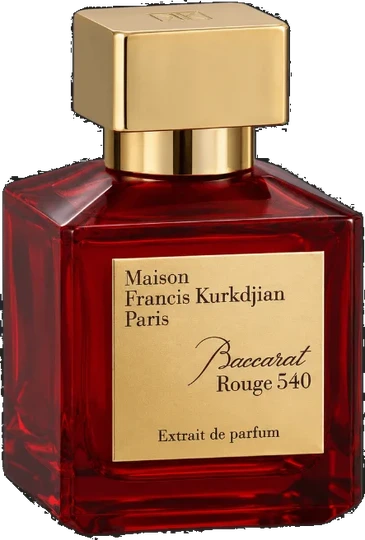 Maison
Francis Kurkdjian
Paris
Baccarat
Rouge 540
Extrait de parfum